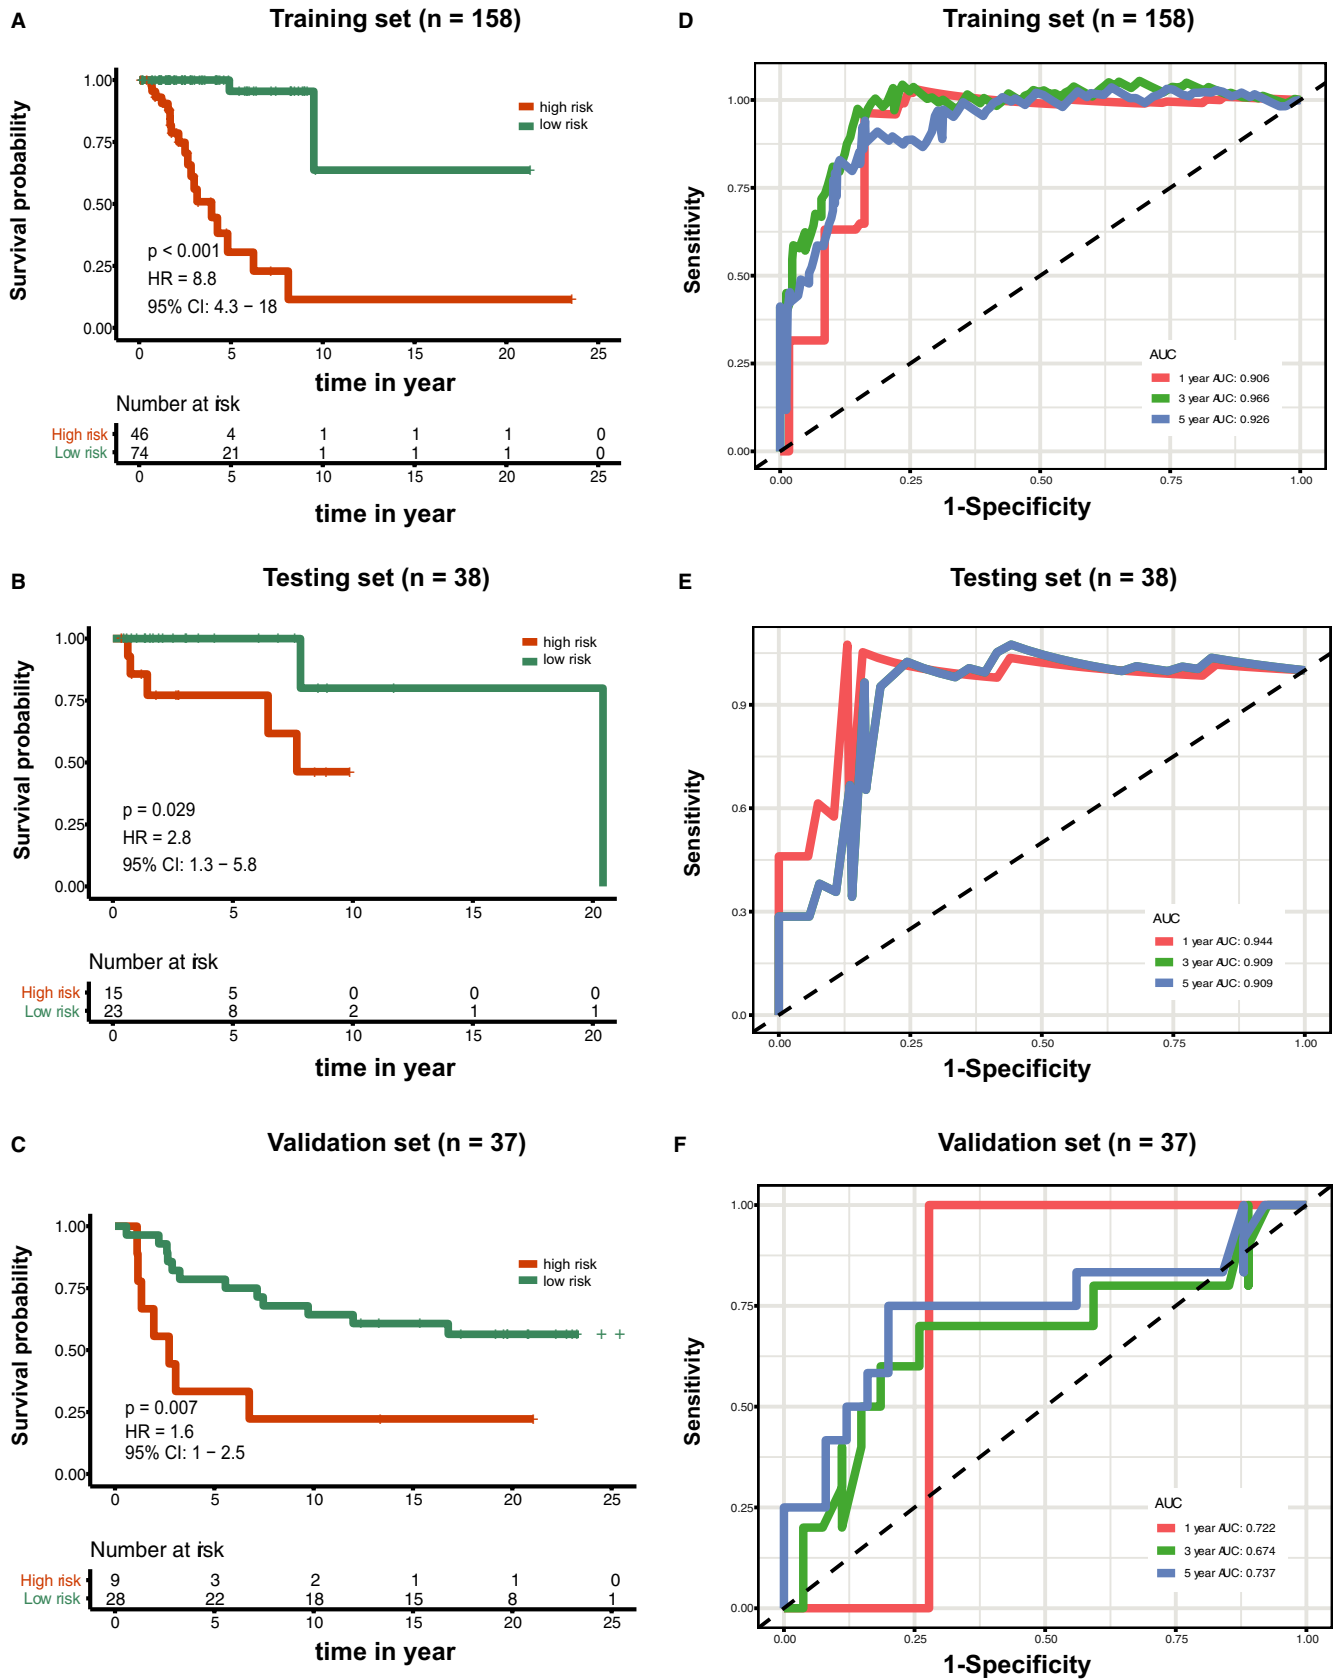 A
Training set (n = 158)
Survival probability
1.00
0.75
0.50
0.25
0.00
high risk
low risk
p < 0.001
HR = 8.8
95% CI: 4.3 − 18
0 5 10 15 20 25
time in year
Number at risk
High risk 46 4 1 1 1 0
Low risk 74 21 1 1 1 0
0 5 10 15 20 25
time in year
D
Training set (n = 158)
Sensitivity
1.00
0.75
0.50
0.25
0.00
AUC
1 year AUC: 0.906
3 year AUC: 0.966
5 year AUC: 0.926
0.00 0.25 0.50 0.75 1.00
1-Specificity
B
Testing set (n = 38)
Survival probability
1.00
0.75
0.50
0.25
0.00
high risk
low risk
p = 0.029
HR = 2.8
95% CI: 1.3 − 5.8
0 5 10 15 20
Number at risk
High risk 15 5 0 0 0
Low risk 23 8 2 1 1
0 5 10 15 20
time in year
E
Testing set (n = 38)
Sensitivity
0.9
0.6
0.3
0.0
AUC
1 year AUC: 0.944
3 year AUC: 0.909
5 year AUC: 0.909
0.00 0.25 0.50 0.75 1.00
1-Specificity
C
Validation set (n = 37)
Survival probability
1.00
0.75
0.50
0.25
0.00
high risk
low risk
p = 0.007
HR = 1.6
95% CI: 1 − 2.5
0 5 10 15 20 25
Number at risk
High risk 9 3 2 1 1 0
Low risk 28 22 18 15 8 1
0 5 10 15 20 25
time in year
F
Validation set (n = 37)
Sensitivity
1.00
0.75
0.50
0.25
0.00
AUC
1 year AUC: 0.722
3 year AUC: 0.674
5 year AUC: 0.737
0.00 0.25 0.50 0.75 1.00
1-Specificity